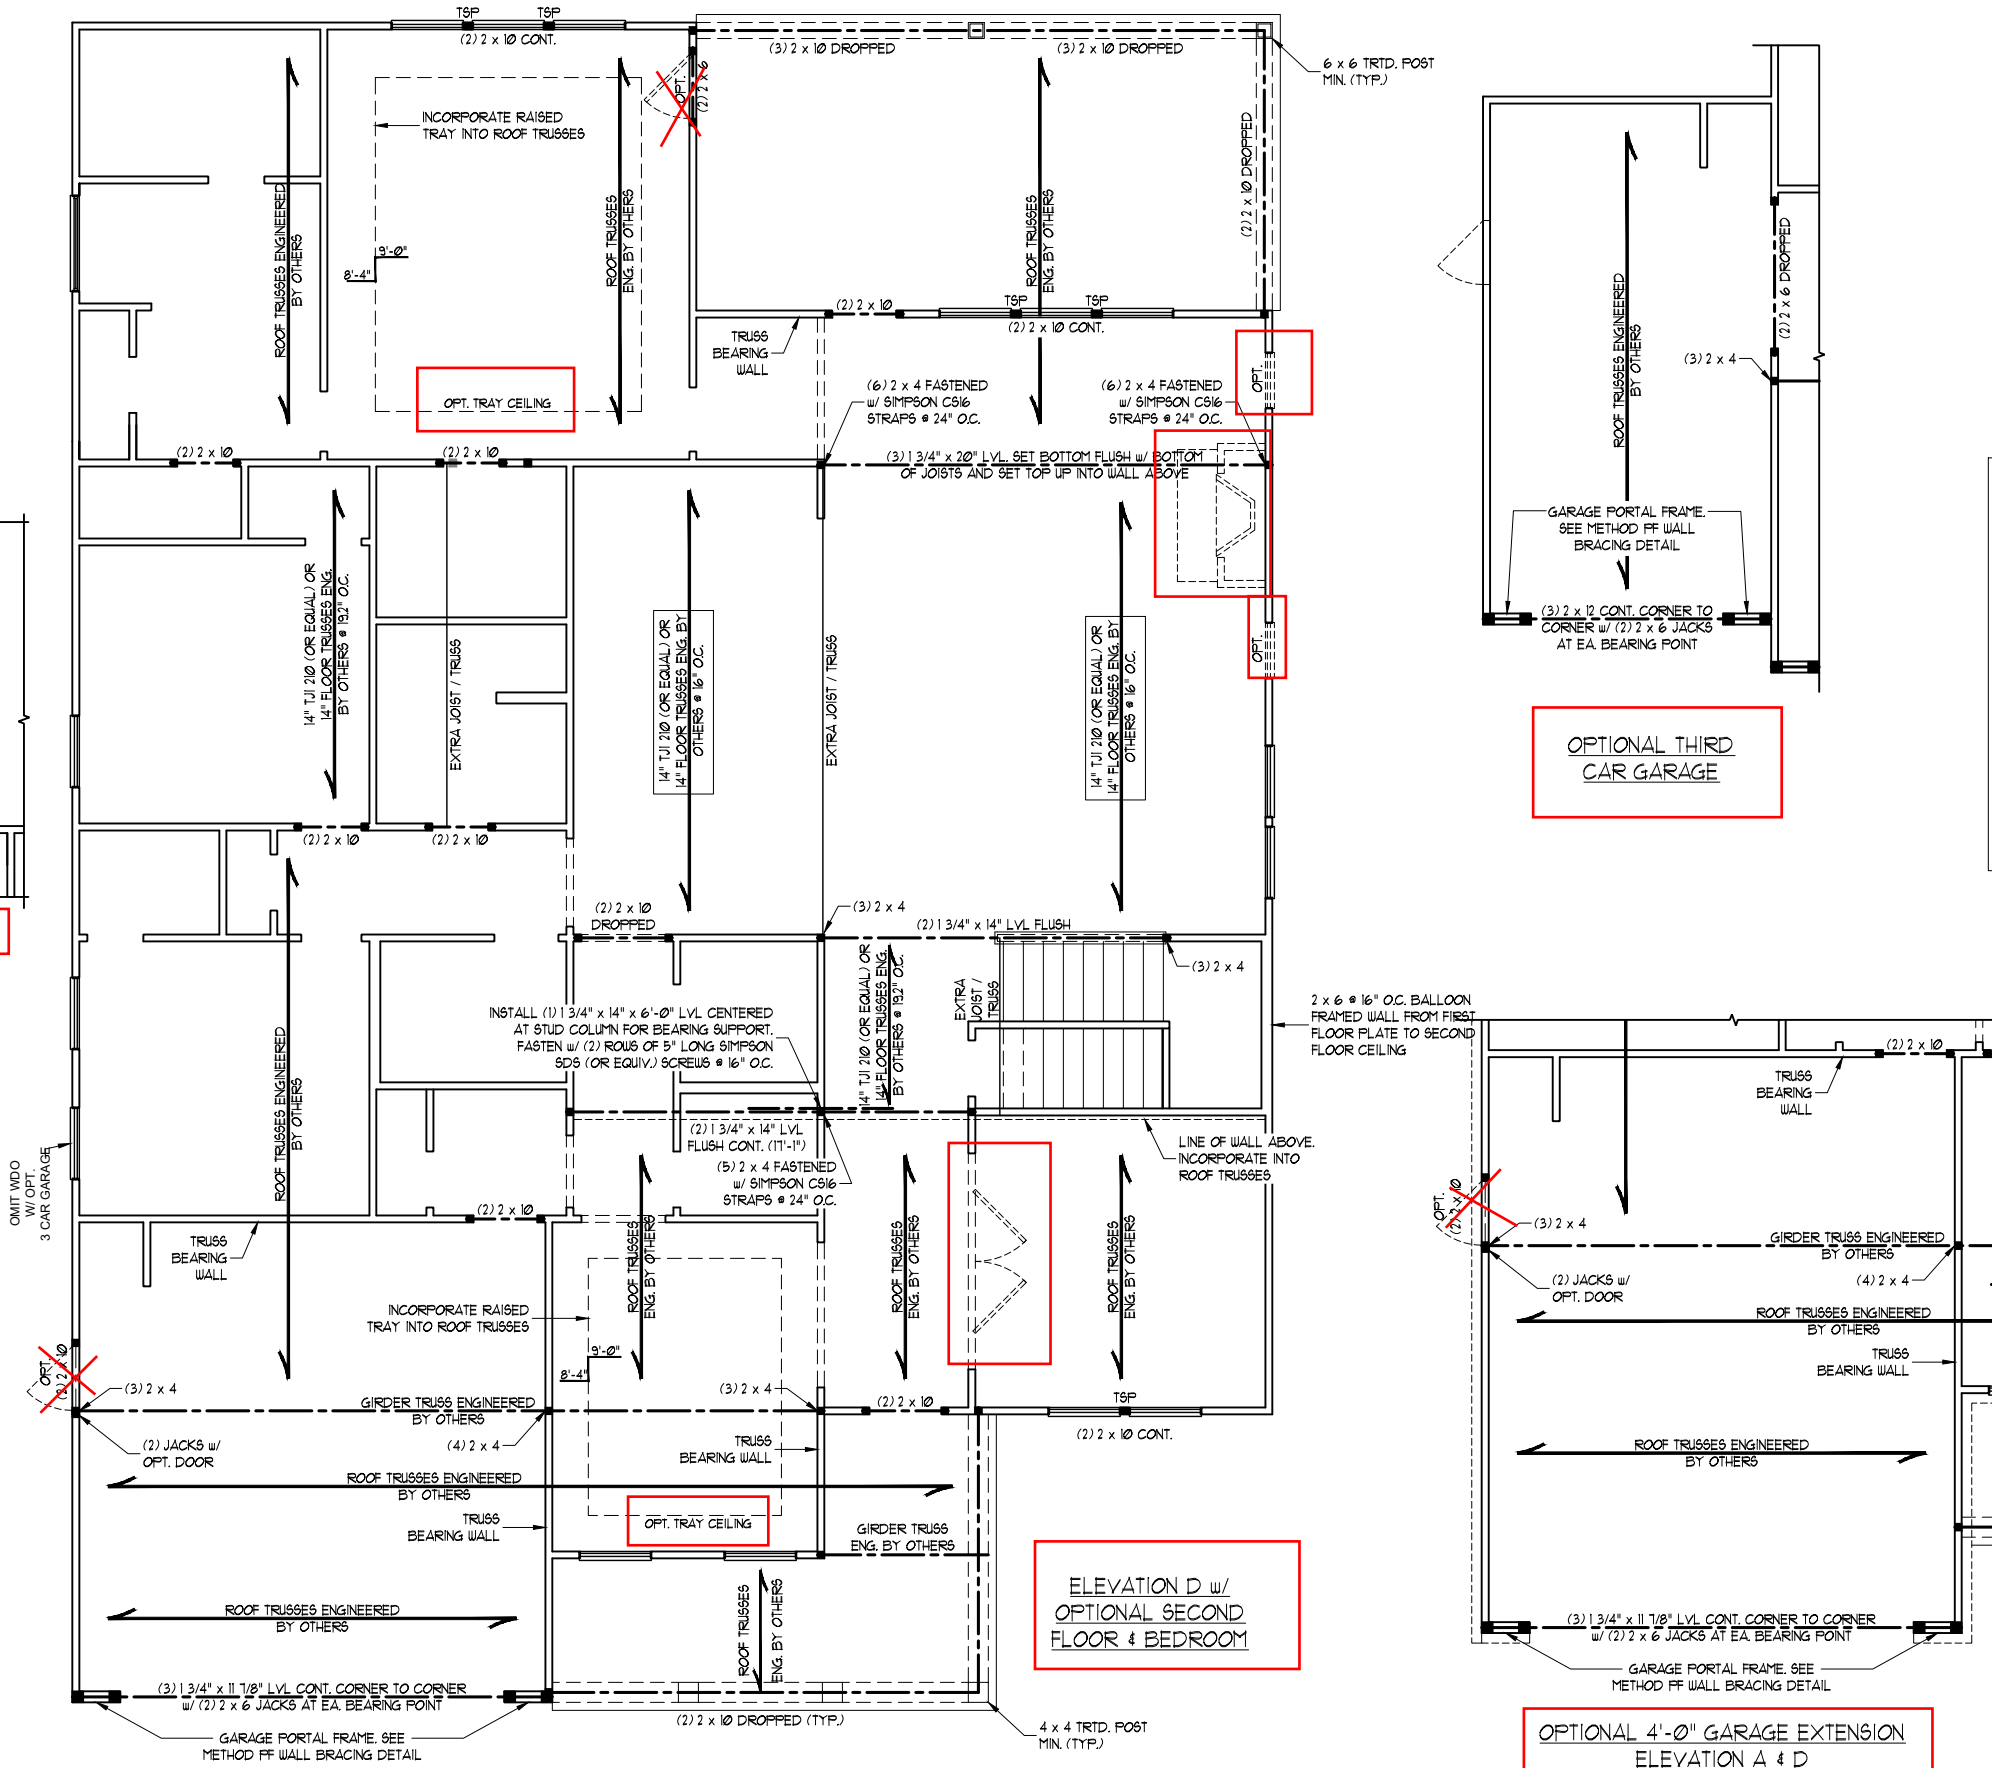 TSP TSP
(2) 2 x 10 CONT.
(3) 2 x 10 DROPPED
(3) 2 x 10 DROPPED
6 x 6 TRTD. POST
MIN. (TYP.)
OPT.
(2) 2 x 6
INCORPORATE RAISED
TRAY INTO ROOF TRUSSES
ROOF TRUSSES ENGINEERED
BY OTHERS
9'-0"
8'-4"
ROOF TRUSSES
ENG. BY OTHERS
ROOF TRUSSES
ENG. BY OTHERS
(2) 2 x 10 DROPPED
OPT. TRAY CEILING
TRUSS
BEARING
WALL
(2) 2 x 10
TSP TSP
(2) 2 x 10 CONT.
OPT.
(6) 2 x 4 FASTENED
w/ SIMPSON CS16
STRAPS @ 24" O.C.
(6) 2 x 4 FASTENED
w/ SIMPSON CS16
STRAPS @ 24" O.C.
(2) 2 x 10
(2) 2 x 10
(3) 1 3/4" x 20" LVL. SET BOTTOM FLUSH w/ BOTTOM
OF JOISTS AND SET TOP UP INTO WALL ABOVE
14" TJI 210 (OR EQUAL) OR
14" FLOOR TRUSSES ENG.
BY OTHERS @ 19.2" O.C.
EXTRA JOIST / TRUSS
14" TJI 210 (OR EQUAL) OR
14" FLOOR TRUSSES ENG. BY
OTHERS @ 16" O.C.
EXTRA JOIST / TRUSS
14" TJI 210 (OR EQUAL) OR
14" FLOOR TRUSSES ENG. BY
OTHERS @ 16" O.C.
OPT.
(2) 2 x 10
(2) 2 x 10
(2) 2 x 10
DROPPED
(3) 2 x 4
(2) 1 3/4" x 14" LVL FLUSH
(3) 2 x 4
14" TJI 210 (OR EQUAL) OR
14" FLOOR TRUSSES ENG.
BY OTHERS @ 19.2" O.C.
EXTRA
JOIST /
TRUSS
2 x 6 @ 16" O.C. BALLOON
FRAMED WALL FROM FIRST
FLOOR PLATE TO SECOND
FLOOR CEILING
INSTALL (1) 1 3/4" x 14" x 6'-0" LVL CENTERED
AT STUD COLUMN FOR BEARING SUPPORT.
FASTEN w/ (2) ROWS OF 5" LONG SIMPSON
SDS (OR EQUIV.) SCREWS @ 16" O.C.
ROOF TRUSSES ENGINEERED
BY OTHERS
OMIT WDO
W/ OPT.
3 CAR GARAGE
(2) 1 3/4" x 14" LVL
FLUSH CONT. (17'-1")
(5) 2 x 4 FASTENED
w/ SIMPSON CS16
STRAPS @ 24" O.C.
LINE OF WALL ABOVE.
INCORPORATE INTO
ROOF TRUSSES
(2) 2 x 10
TRUSS
BEARING
WALL
ROOF TRUSSES
ENG. BY OTHERS
ROOF TRUSSES
ENG. BY OTHERS
ROOF TRUSSES
ENG. BY OTHERS
INCORPORATE RAISED
TRAY INTO ROOF TRUSSES
9'-0"
8'-4"
OPT.
(2) 2 x 10
(3) 2 x 4
GIRDER TRUSS ENGINEERED
BY OTHERS
(3) 2 x 4
(2) 2 x 10
TSP
(2) 2 x 10 CONT.
(2) JACKS w/
OPT. DOOR
(4) 2 x 4
TRUSS
BEARING WALL
ROOF TRUSSES ENGINEERED
BY OTHERS
TRUSS
BEARING WALL
OPT. TRAY CEILING
GIRDER TRUSS
ENG. BY OTHERS
ROOF TRUSSES ENGINEERED
BY OTHERS
ROOF TRUSSES
ENG. BY OTHERS
ELEVATION D w/
OPTIONAL SECOND
FLOOR & BEDROOM
(3) 1 3/4" x 11 7/8" LVL CONT. CORNER TO CORNER
w/ (2) 2 x 6 JACKS AT EA. BEARING POINT
(2) 2 x 10 DROPPED (TYP.)
4 x 4 TRTD. POST
MIN. (TYP.)
GARAGE PORTAL FRAME. SEE
METHOD PF WALL BRACING DETAIL
ROOF TRUSSES ENGINEERED
BY OTHERS
(2) 2 x 6 DROPPED
(3) 2 x 4
GARAGE PORTAL FRAME.
SEE METHOD PF WALL
BRACING DETAIL
(3) 2 x 12 CONT. CORNER TO
CORNER w/ (2) 2 x 6 JACKS
AT EA. BEARING POINT
OPTIONAL THIRD
CAR GARAGE
(2) 2 x 10
TRUSS
BEARING
WALL
OPT.
(2) 2 x 10
(3) 2 x 4
GIRDER TRUSS ENGINEERED
BY OTHERS
(2) JACKS w/
OPT. DOOR
(4) 2 x 4
ROOF TRUSSES ENGINEERED
BY OTHERS
TRUSS
BEARING WALL
ROOF TRUSSES ENGINEERED
BY OTHERS
(3) 1 3/4" x 11 7/8" LVL CONT. CORNER TO CORNER
w/ (2) 2 x 6 JACKS AT EA. BEARING POINT
GARAGE PORTAL FRAME. SEE
METHOD PF WALL BRACING DETAIL
OPTIONAL 4'-0" GARAGE EXTENSION
ELEVATION A & D